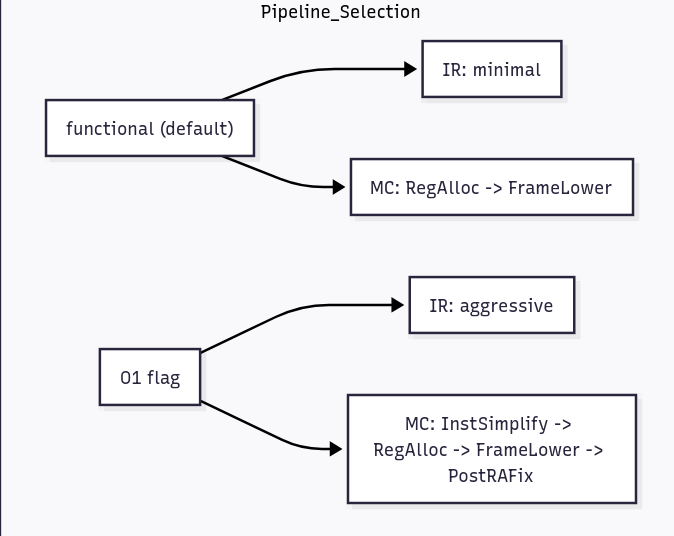 Pipeline_Selection
functional (default)
IR: minimal
MC: RegAlloc -> FrameLower
O1 flag
IR: aggressive
MC: InstSimplify ->
RegAlloc -> FrameLower ->
PostRAFix